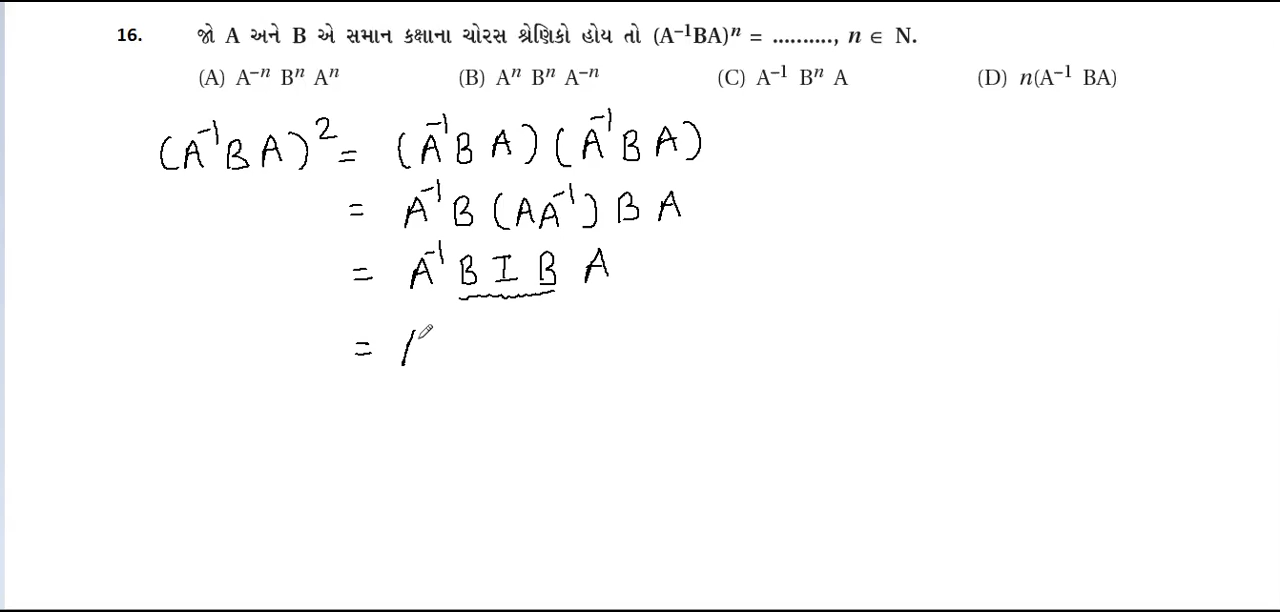 16. જો A અને B એ સમાન કક્ષાના ચોરસ શ્રેણિકો હોય તો (A⁻¹BA)ⁿ = .........., n ∈ N.
(A) A⁻ⁿ Bⁿ Aⁿ (B) Aⁿ Bⁿ A⁻ⁿ (C) A⁻¹ Bⁿ A (D) n(A⁻¹ BA)
(A⁻¹BA)² = (A⁻¹BA)(A⁻¹BA)
= A⁻¹B(AA⁻¹)BA
= A⁻¹BIBA
=